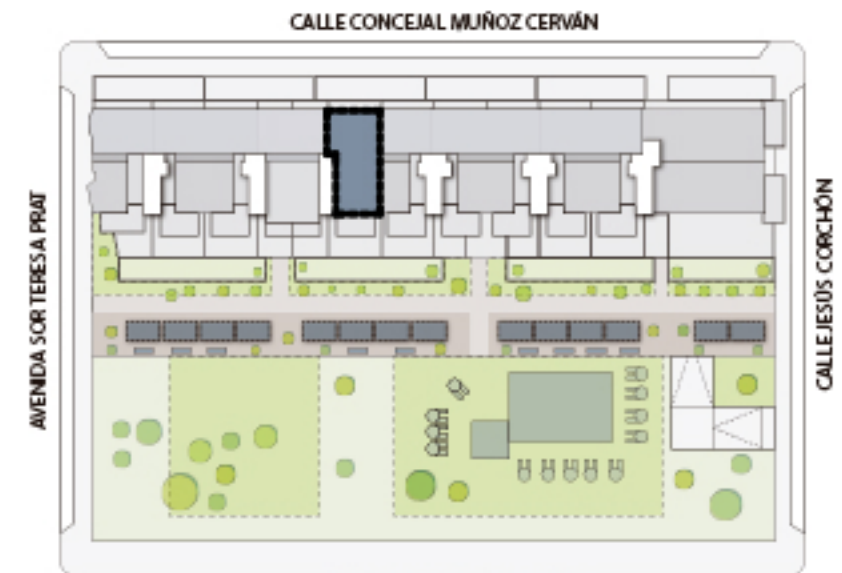 CALLE CONCEJAL MUÑOZ CERVÁN
AVENIDA SOR TERESA PRAT
CALLE JESÚS CORCHÓN